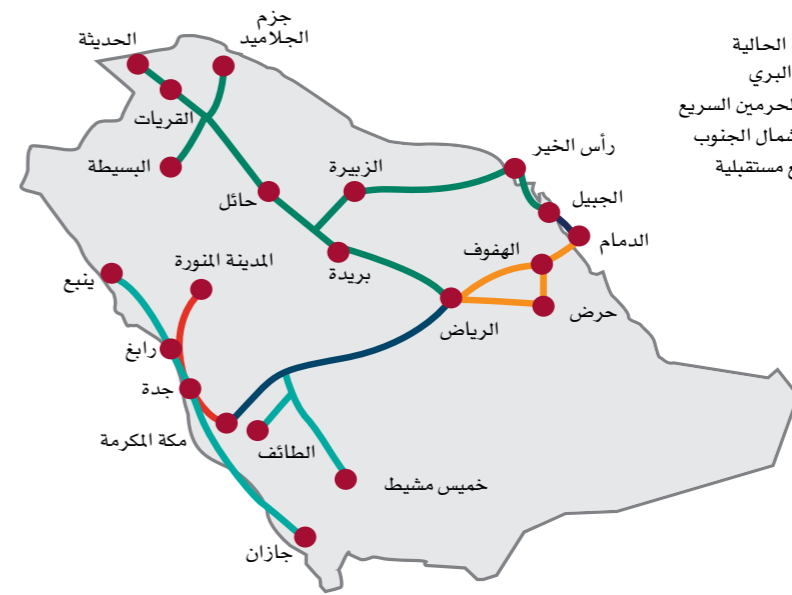 جزم
الجلاميد
الحديثة
الحالية
البري
لحرمين السريع
شمال الجنوب
ع مستقبلية
القريات
البسيطة
رأس الخير
الزبيرة
حائل
الجبيل
الدمام
الهفوف
المدينة المنورة
بريدة
ينبع
حرض
الرياض
رابغ
جدة
مكة المكرمة
الطائف
خميس مشيط
جازان